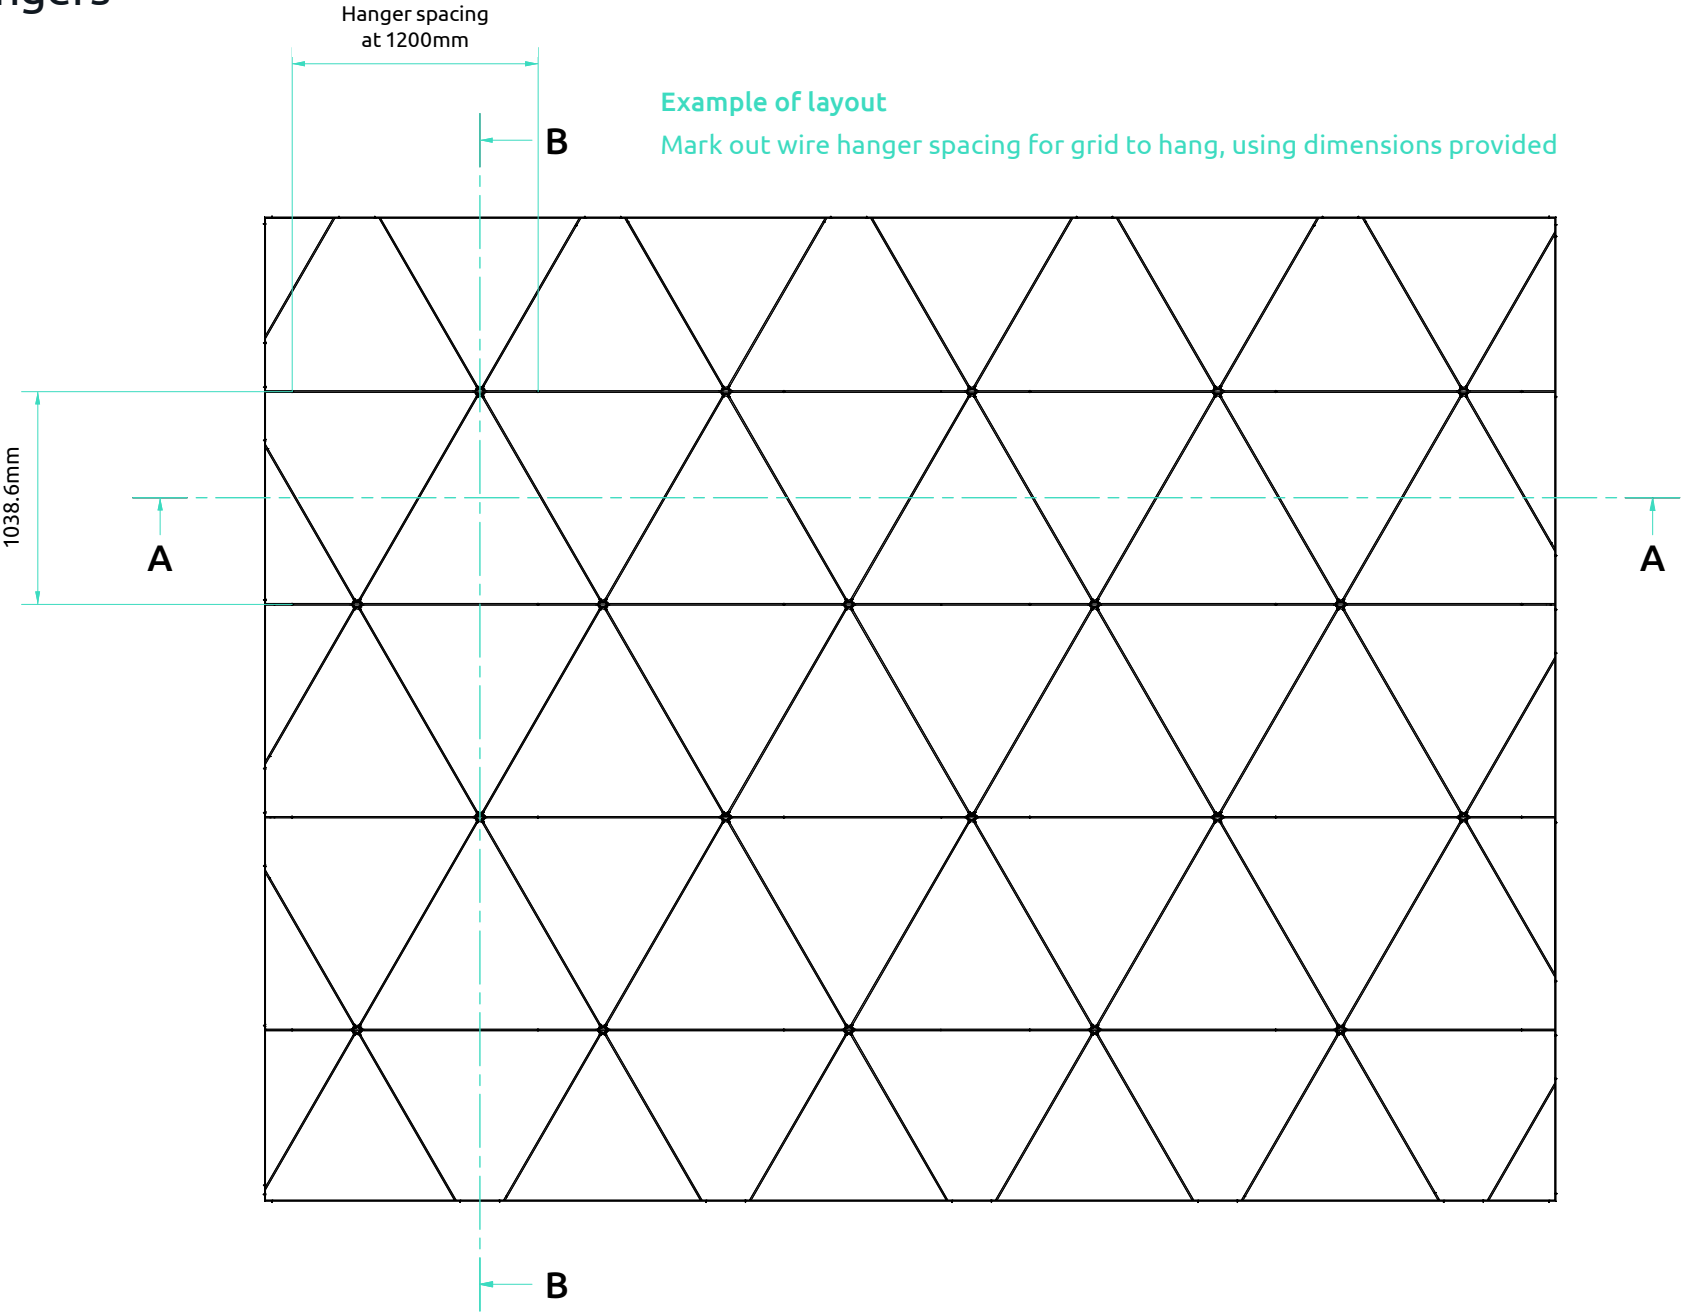 Hanger spacing
at 1200mm
B
Example of layout
Mark out wire hanger spacing for grid to hang, using dimensions provided
1038.6mm
A
A
B